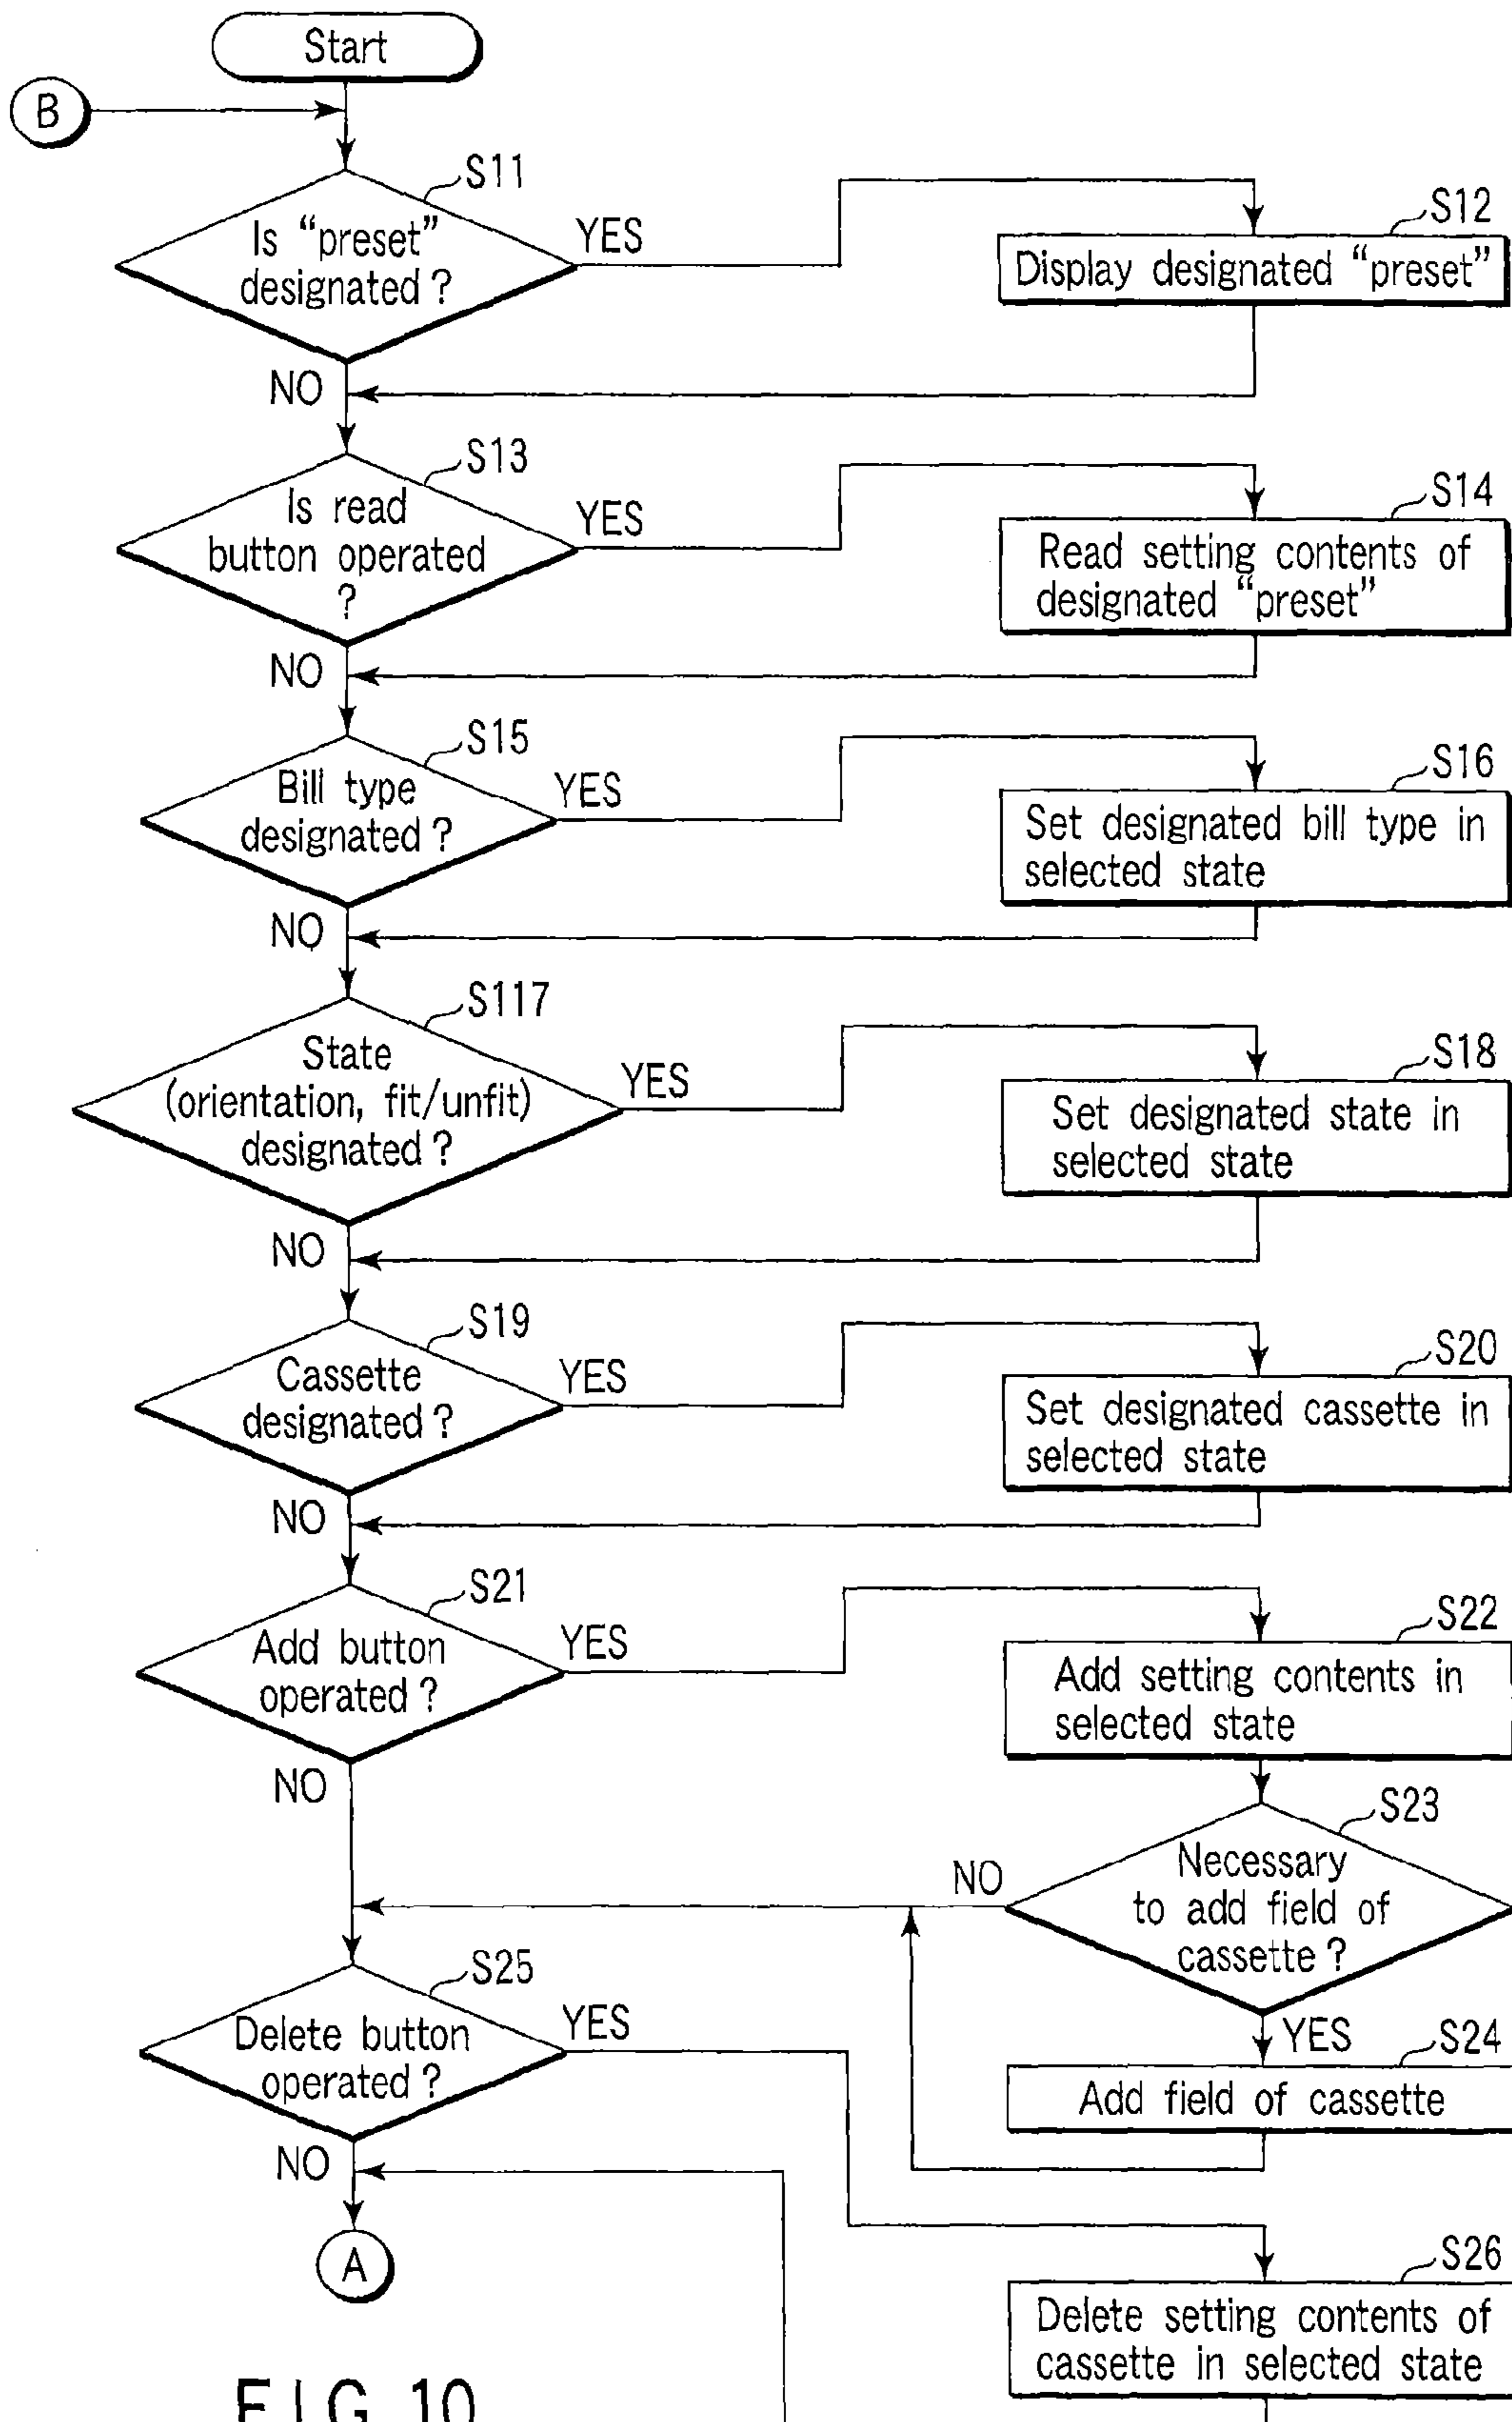 Start
B
S11
Is “preset”
designated ?
YES
S12
Display designated “preset”
NO
S13
Is read
button operated
?
YES
S14
Read setting contents of
designated “preset”
NO
S15
Bill type
designated ?
YES
S16
Set designated bill type in
selected state
NO
S117
State
(orientation, fit/unfit)
designated ?
YES
S18
Set designated state in
selected state
NO
S19
Cassette
designated ?
YES
S20
Set designated cassette in
selected state
NO
S21
Add button
operated ?
YES
S22
Add setting contents in
selected state
NO
S23
Necessary
to add field of
cassette ?
NO
S25
Delete button
operated ?
YES
YES
S24
Add field of cassette
NO
A
S26
Delete setting contents of
cassette in selected state
FIG. 10